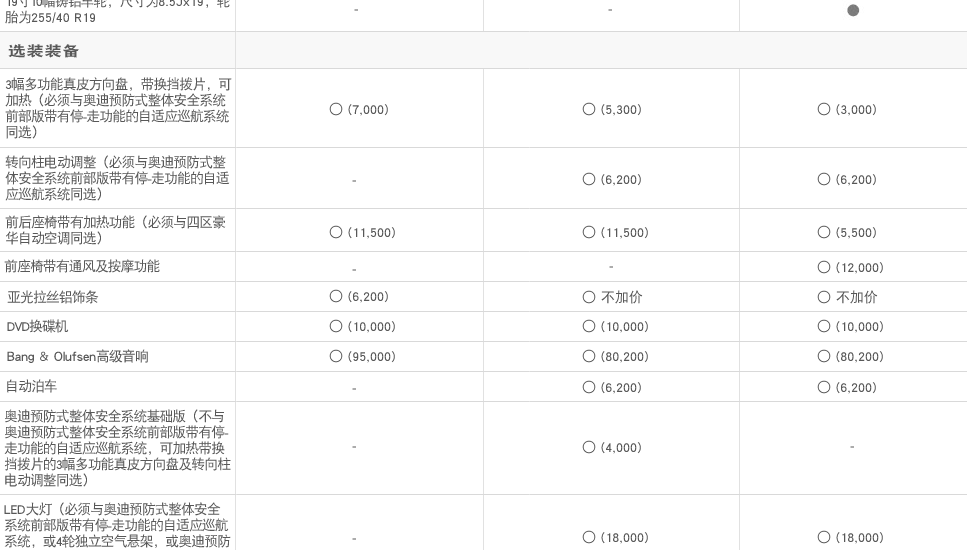 19寸10幅铸铝车轮，尺寸为8.5Jx19，轮
胎为255/40 R19
-
-
●
选装装备
3幅多功能真皮方向盘，带换挡拨片，可
加热（必须与奥迪预防式整体安全系统
前部版带有停-走功能的自适应巡航系统
同选）
○（7,000）
○（5,300）
○（3,000）
转向柱电动调整（必须与奥迪预防式整
体安全系统前部版带有停-走功能的自适
应巡航系统同选）
-
○（6,200）
○（6,200）
前后座椅带有加热功能（必须与四区豪
华自动空调同选）
○（11,500）
○（11,500）
○（5,500）
前座椅带有通风及按摩功能
-
-
○（12,000）
亚光拉丝铝饰条
○（6,200）
○ 不加价
○ 不加价
DVD换碟机
○（10,000）
○（10,000）
○（10,000）
Bang & Olufsen高级音响
○（95,000）
○（80,200）
○（80,200）
自动泊车
-
○（6,200）
○（6,200）
奥迪预防式整体安全系统基础版（不与
奥迪预防式整体安全系统前部版带有停-
走功能的自适应巡航系统，可加热带换
挡拨片的3幅多功能真皮方向盘及转向柱
电动调整同选）
-
○（4,000）
-
LED大灯（必须与奥迪预防式整体安全
系统前部版带有停-走功能的自适应巡航
系统，或4轮独立空气悬架，或奥迪预防
-
○（18,000）
○（18,000）